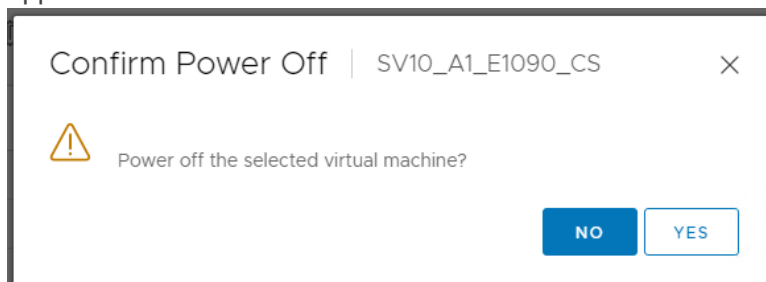 Confirm Power Off SV10_A1_E1090_CS
Power off the selected virtual machine?
NO YES